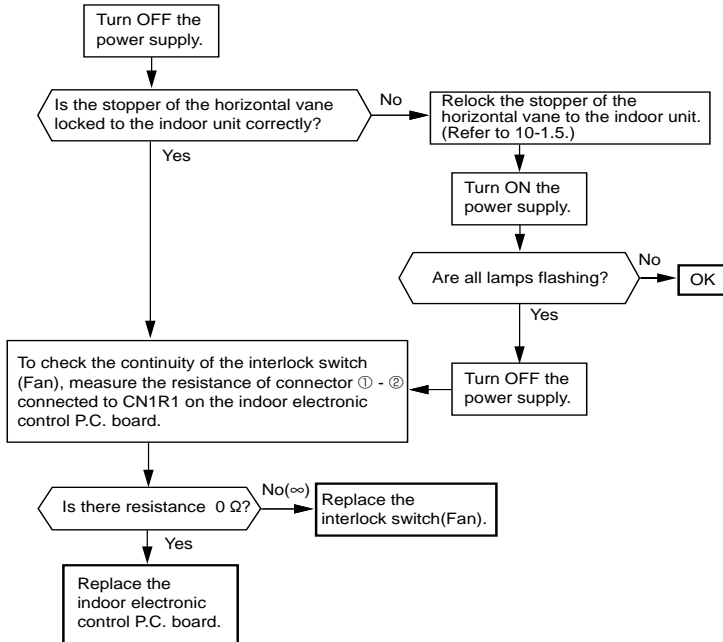 Turn OFF the
power supply.
Is the stopper of the horizontal vane
locked to the indoor unit correctly?
No
Relock the stopper of the
horizontal vane to the indoor unit.
(Refer to 10-1.5.)
Yes
Turn ON the
power supply.
Are all lamps flashing?
No
OK
Yes
Turn OFF the
power supply.
To check the continuity of the interlock switch
(Fan), measure the resistance of connector ① - ②
connected to CN1R1 on the indoor electronic
control P.C. board.
Is there resistance 0 Ω?
No(∞)
Replace the
interlock switch(Fan).
Yes
Replace the
indoor electronic
control P.C. board.